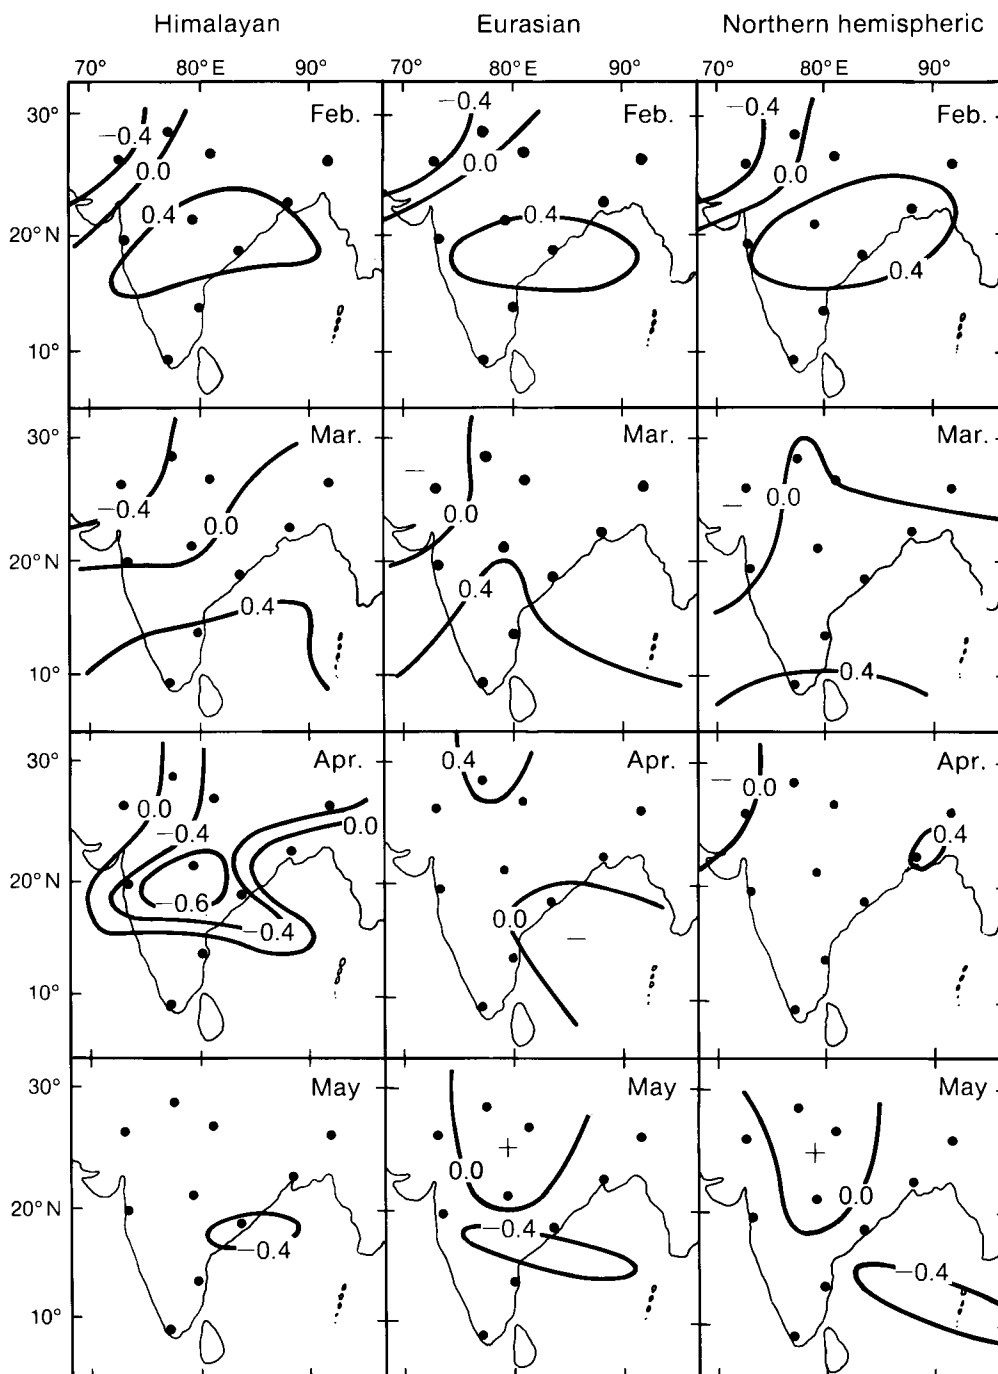 Himalayan Eurasian Northern hemispheric
70° 80°E 90° 70° 80°E 90° 70° 80°E 90°
30° Feb. Feb. Feb.
−0.4 −0.4 −0.4
0.0 0.0 0.0
0.4 0.4 0.4
20°N
10°
30° Mar. Mar. Mar.
−0.4 − −
0.0 0.0 0.0
20°N
0.4 0.4 0.4
10°
30° Apr. Apr. Apr.
0.0 0.4 − 0.0
−0.4 0.0 0.4
20°N
−0.6 0.0
−0.4 −
10°
30° May May May
+ +
0.0 0.0
20°N
−0.4 −0.4 −0.4
10°